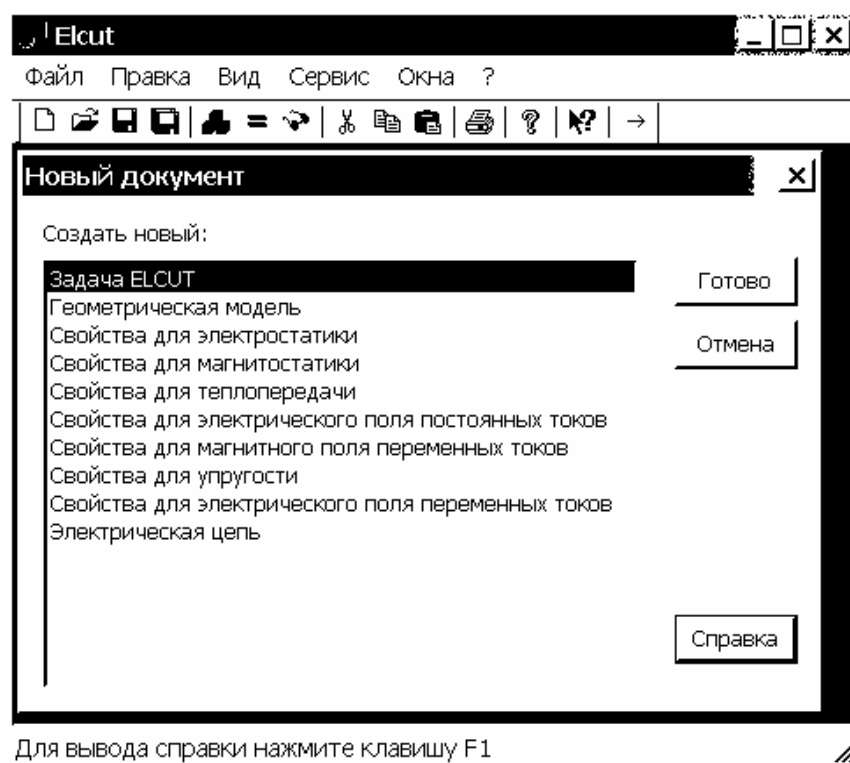 Elcut
Файл Правка Вид Сервис Окна ?
Новый документ
Создать новый:
Задача ELCUT
Геометрическая модель
Свойства для электростатики
Свойства для магнитостатики
Свойства для теплопередачи
Свойства для электрического поля постоянных токов
Свойства для магнитного поля переменных токов
Свойства для упругости
Свойства для электрического поля переменных токов
Электрическая цепь
Готово
Отмена
Справка
Для вывода справки нажмите клавишу F1